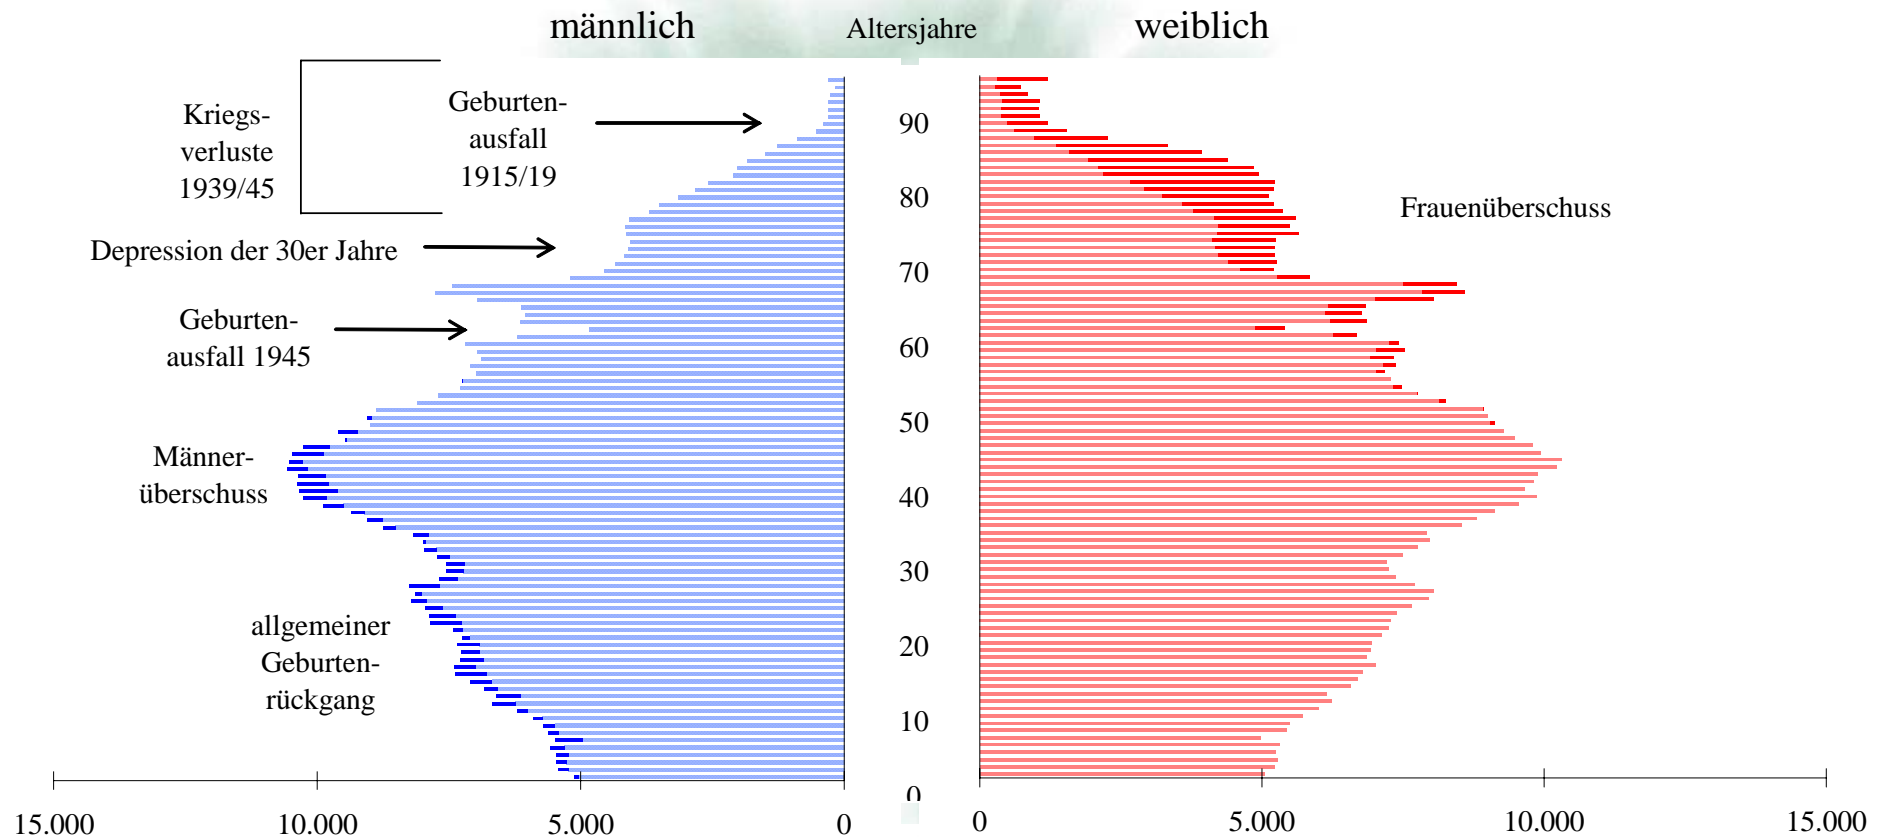 männlich
Altersjahre
weiblich
Kriegs-
verluste
1939/45
Geburten-
ausfall
1915/19
Depression der 30er Jahre
Geburten-
ausfall 1945
Männer-
überschuss
allgemeiner
Geburten-
rückgang
90
80
70
60
50
40
30
20
10
0
Frauenüberschuss
15.000
10.000
5.000
0
0
5.000
10.000
15.000